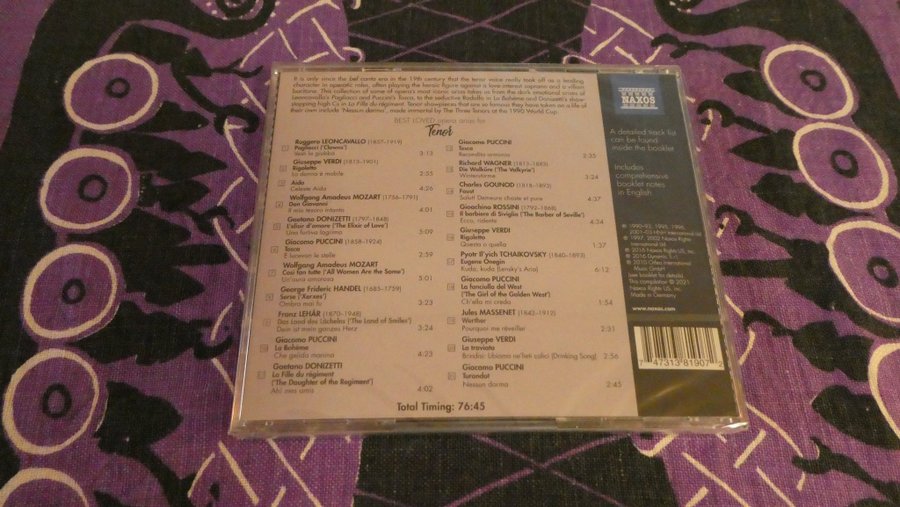 It is only since the bel canto era in the 19th century that the tenor voice really took off as a leading
character in operatic roles, often playing the heroic figure against a love interest soprano and a villain
baritone. This collection of some of opera's most iconic arias takes us from the dark emotional scenes of
Leoncavallo's Pagliacci and Puccini's Tosca, to the seductive Rodolfo in La Bohème and Donizetti's show-
stopping high Cs in La Fille du régiment. Tenor showpieces that are so famous they have taken on a life of
their own include 'Nessun dorma', made immortal by The Three Tenors at the 1990 World Cup.
BEST LOVED opera arias for
Tenor
Ruggero LEONCAVALLO (1857–1919)
Pagliacci ('Clowns')
Vesti la giubba 3:13
Giuseppe VERDI (1813–1901)
Rigoletto
La donna è mobile 2:55
Aida
Celeste Aida 4:26
Wolfgang Amadeus MOZART (1756–1791)
Don Giovanni
Il mio tesoro intanto 4:01
Gaetano DONIZETTI (1797–1848)
L'elisir d'amore ('The Elixir of Love')
Una furtiva lagrima 5:09
Giacomo PUCCINI (1858–1924)
Tosca
E lucevan le stelle 2:59
Wolfgang Amadeus MOZART
Così fan tutte ('All Women Are the Same')
Un'aura amorosa 5:01
George Frideric HANDEL (1685–1759)
Serse ('Xerxes')
Ombra mai fù 3:23
Franz LEHÁR (1870–1948)
Das Land des Lächelns ('The Land of Smiles')
Dein ist mein ganzes Herz 3:24
Giacomo PUCCINI
La Bohème
Che gelida manina 4:23
Gaetano DONIZETTI
La Fille du régiment
('The Daughter of the Regiment')
Ah! mes amis 4:02
Giacomo PUCCINI
Tosca
Recondita armonia 2:35
Richard WAGNER (1813–1883)
Die Walküre ('The Valkyrie')
Winterstürme 3:24
Charles GOUNOD (1818–1893)
Faust
Salut! Demeure chaste et pure 4:37
Gioachino ROSSINI (1792–1868)
Il barbiere di Siviglia ('The Barber of Seville')
Ecco, ridente 4:34
Giuseppe VERDI
Rigoletto
Questa o quella 1:37
Pyotr Il'yich TCHAIKOVSKY (1840–1893)
Eugene Onegin
Kuda, kuda (Lensky's Aria) 6:12
Giacomo PUCCINI
La fanciulla del West
('The Girl of the Golden West')
Ch'ella mi creda 1:54
Jules MASSENET (1842–1912)
Werther
Pourquoi me réveiller 2:31
Giuseppe VERDI
La traviata
Brindisi: Libiamo ne'lieti calici (Drinking Song) 2:56
Giacomo PUCCINI
Turandot
Nessun dorma 2:45
Total Timing: 76:45
NAXOS
A detailed track list
can be found
inside the booklet
Includes
comprehensive
booklet notes
in English
Naxos Rights US, Inc.
Made in Germany
www.naxos.com
7 47313 81907 2